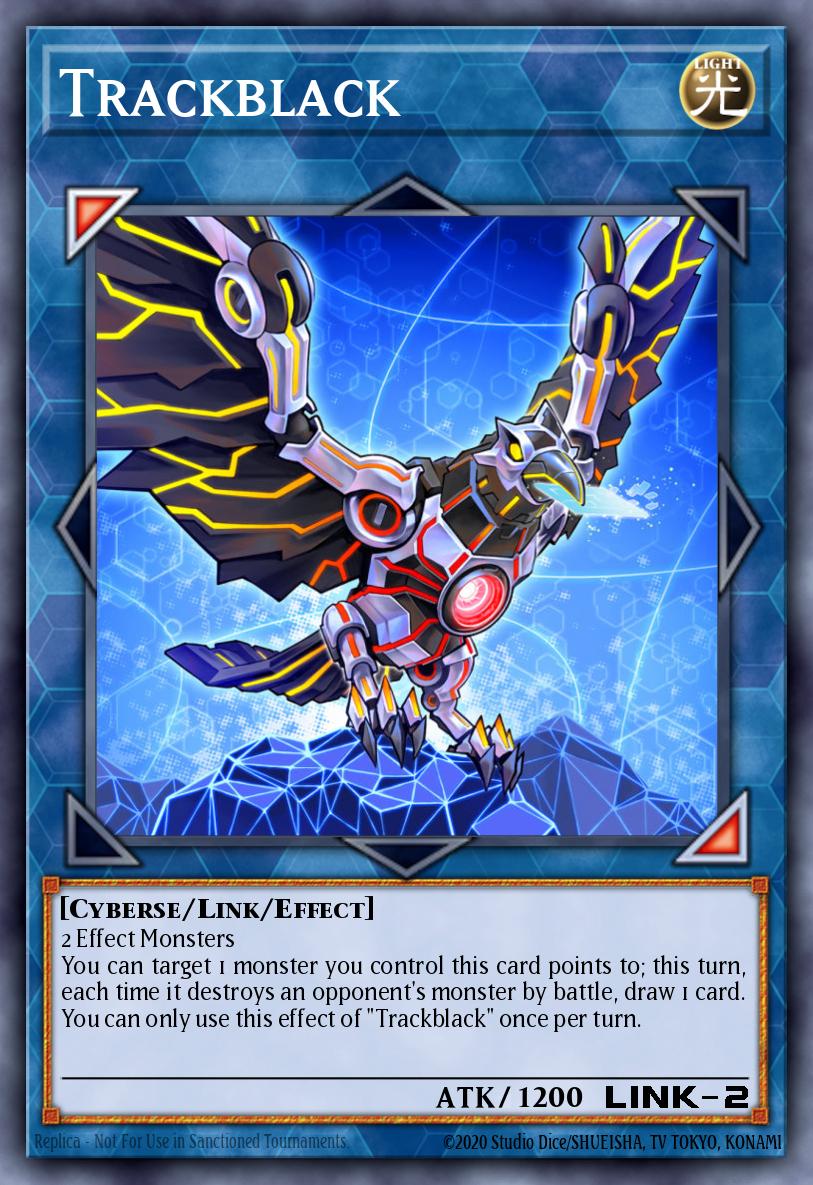 Trackblack
LIGHT
光
[Cyberse/Link/Effect]
2 Effect Monsters
You can target 1 monster you control this card points to; this turn,
each time it destroys an opponent's monster by battle, draw 1 card.
You can only use this effect of "Trackblack" once per turn.
ATK/1200 LINK-2
Replica - Not For Use in Sanctioned Tournaments.
©2020 Studio Dice/SHUEISHA, TV TOKYO, KONAMI